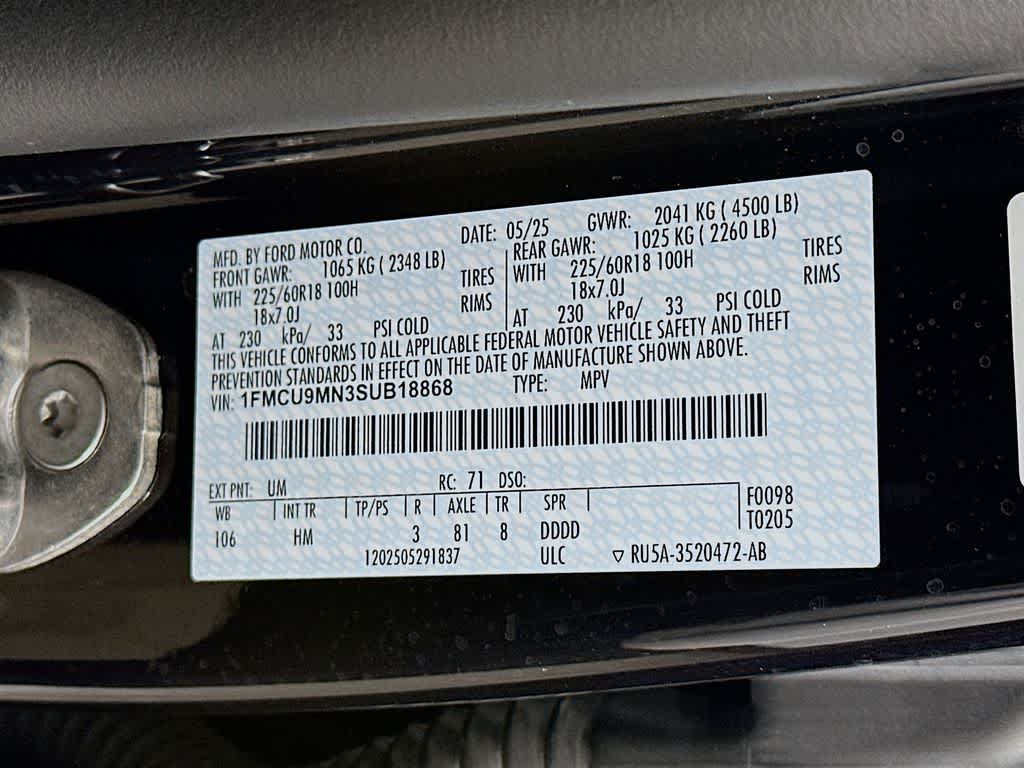 MFD. BY FORD MOTOR CO. DATE: 05/25 GVWR: 2041 KG ( 4500 LB)
FRONT GAWR: 1065 KG ( 2348 LB) REAR GAWR: 1025 KG ( 2260 LB)
WITH 225/60R18 100H TIRES WITH 225/60R18 100H TIRES
18x7.0J RIMS 18x7.0J RIMS
AT 230 kPa/ 33 PSI COLD AT 230 kPa/ 33 PSI COLD
THIS VEHICLE CONFORMS TO ALL APPLICABLE FEDERAL MOTOR VEHICLE SAFETY AND THEFT
PREVENTION STANDARDS IN EFFECT ON THE DATE OF MANUFACTURE SHOWN ABOVE.
VIN: 1FMCU9MN3SUB18868 TYPE: MPV
EXT PNT: UM RC: 71 DSO:
WB INT TR TP/PS R AXLE TR SPR F0098
106 HM 3 81 8 DDDD T0205
1202505291837 ULC ▽ RU5A-3520472-AB